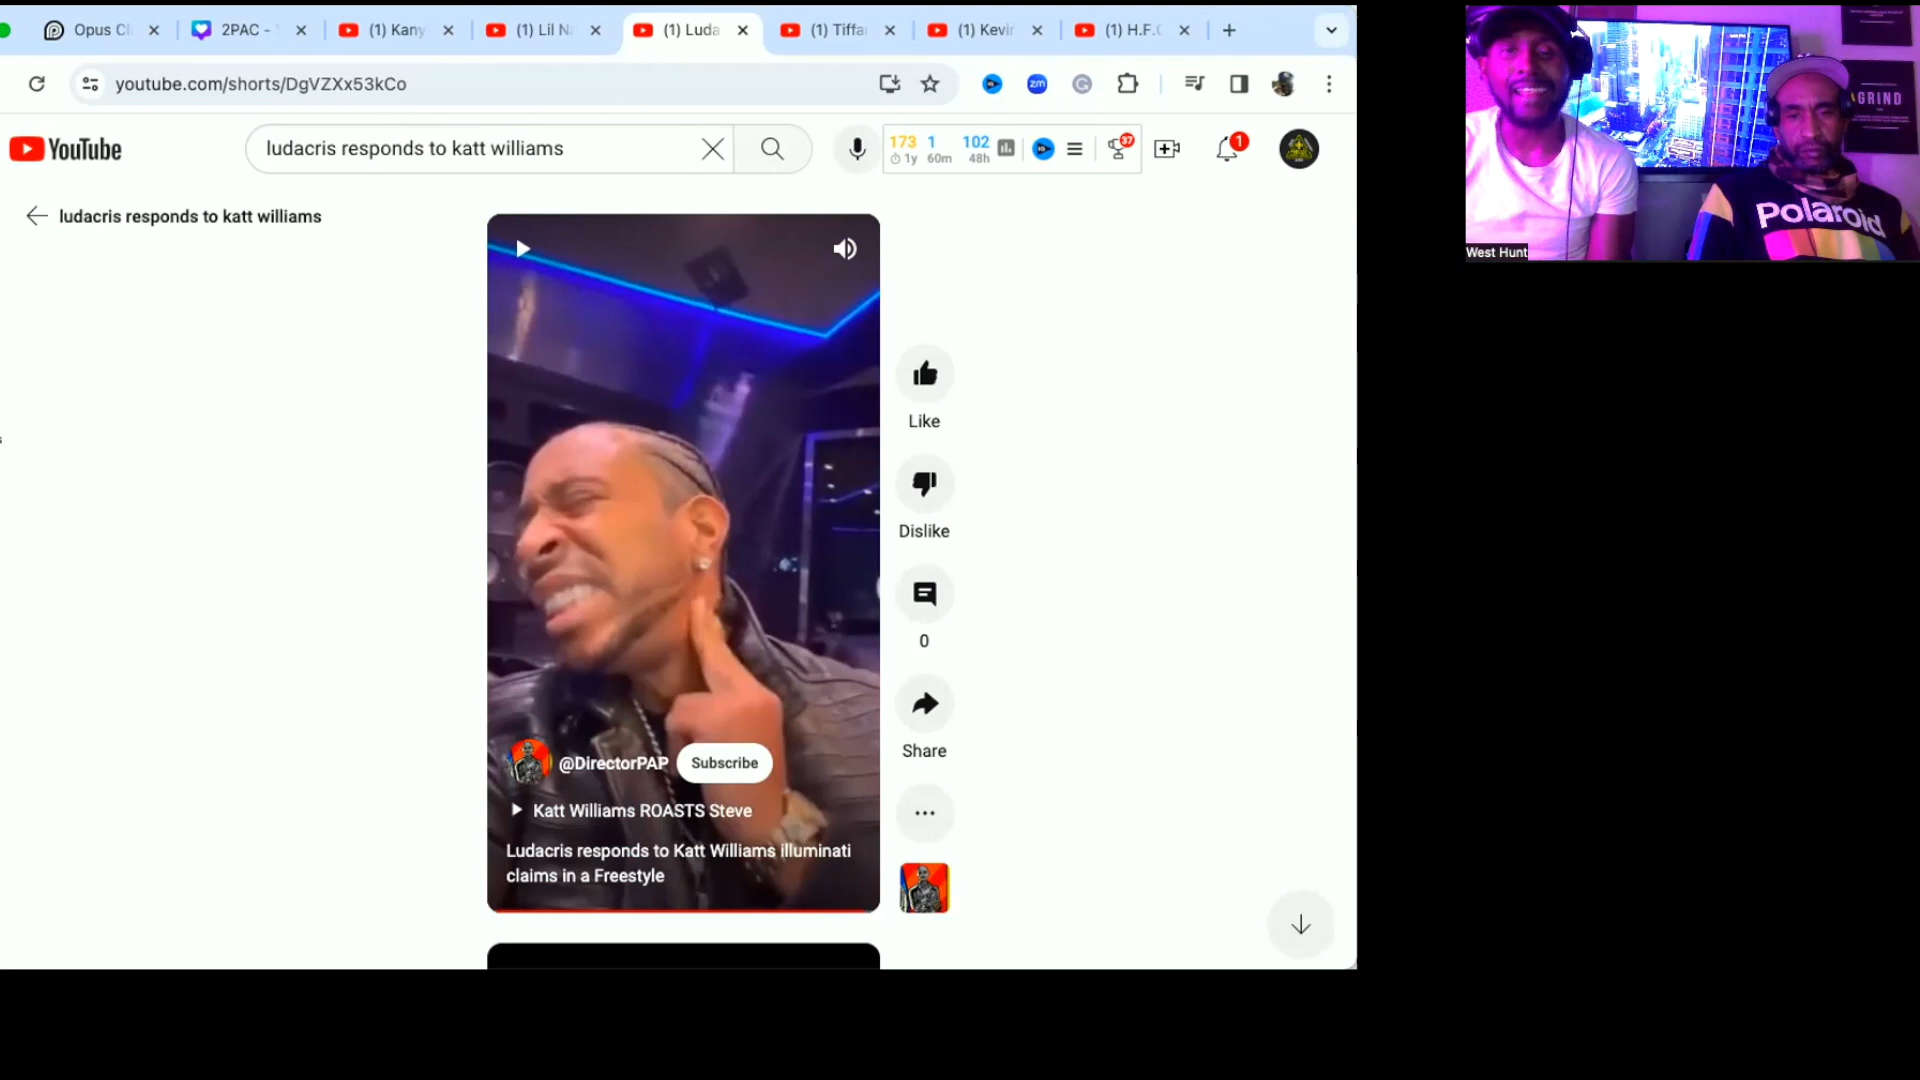 Opus Cl
2PAC -
(1) Kany
(1) Lil N
(1) Luda
(1) Tiffa
(1) Kevir
(1) H.F.
youtube.com/shorts/DgVZXx53kCo
zm
YouTube
ludacris responds to katt williams
173 1 102
1y 60m 48h
37
1
ludacris responds to katt williams
Like
Dislike
0
Share
@DirectorPAP
Subscribe
Katt Williams ROASTS Steve
Ludacris responds to Katt Williams illuminati
claims in a Freestyle
GRIND
Polaroid
West Hunt